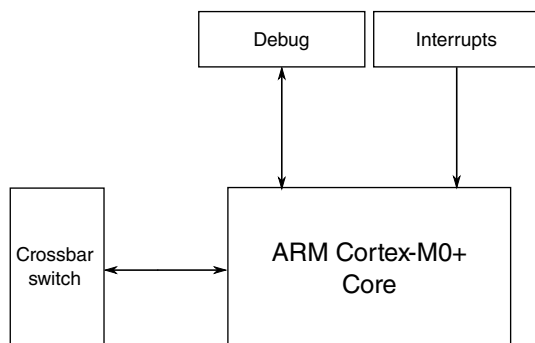 Debug
Interrupts
Crossbar
switch
ARM Cortex-M0+
Core